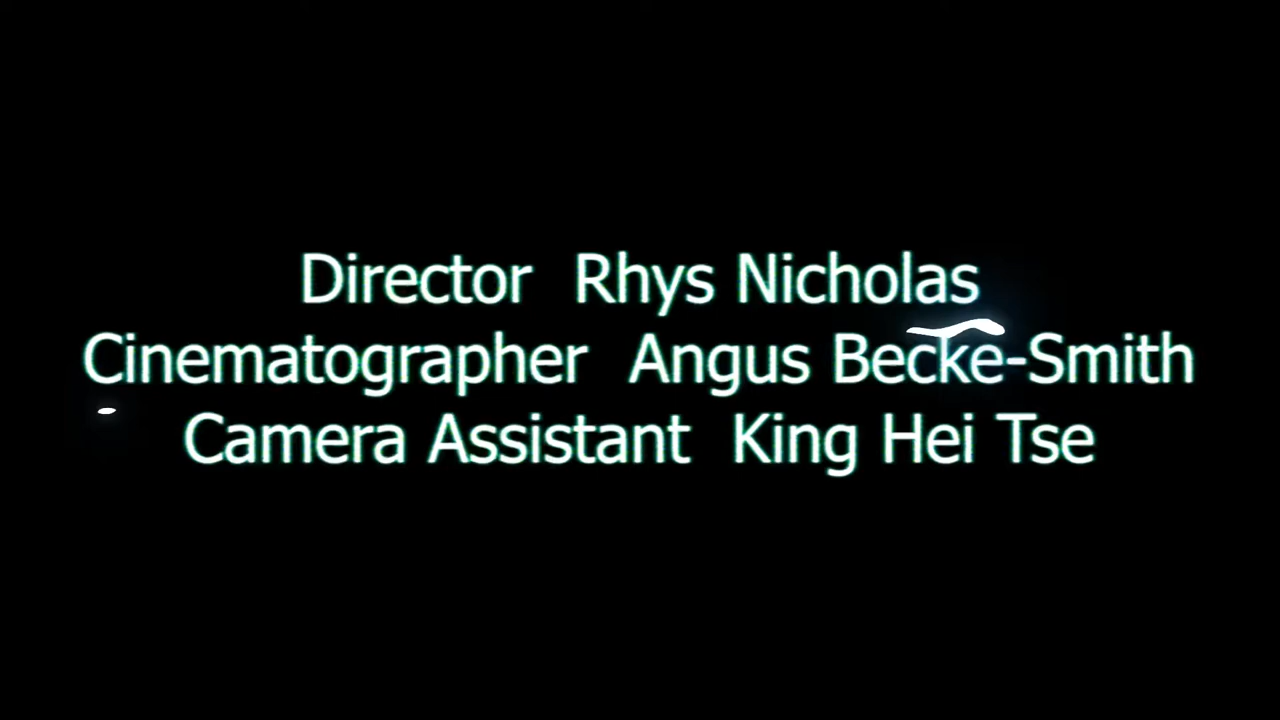 Director  Rhys Nicholas
Cinematographer  Angus Becke-Smith
Camera Assistant  King Hei Tse